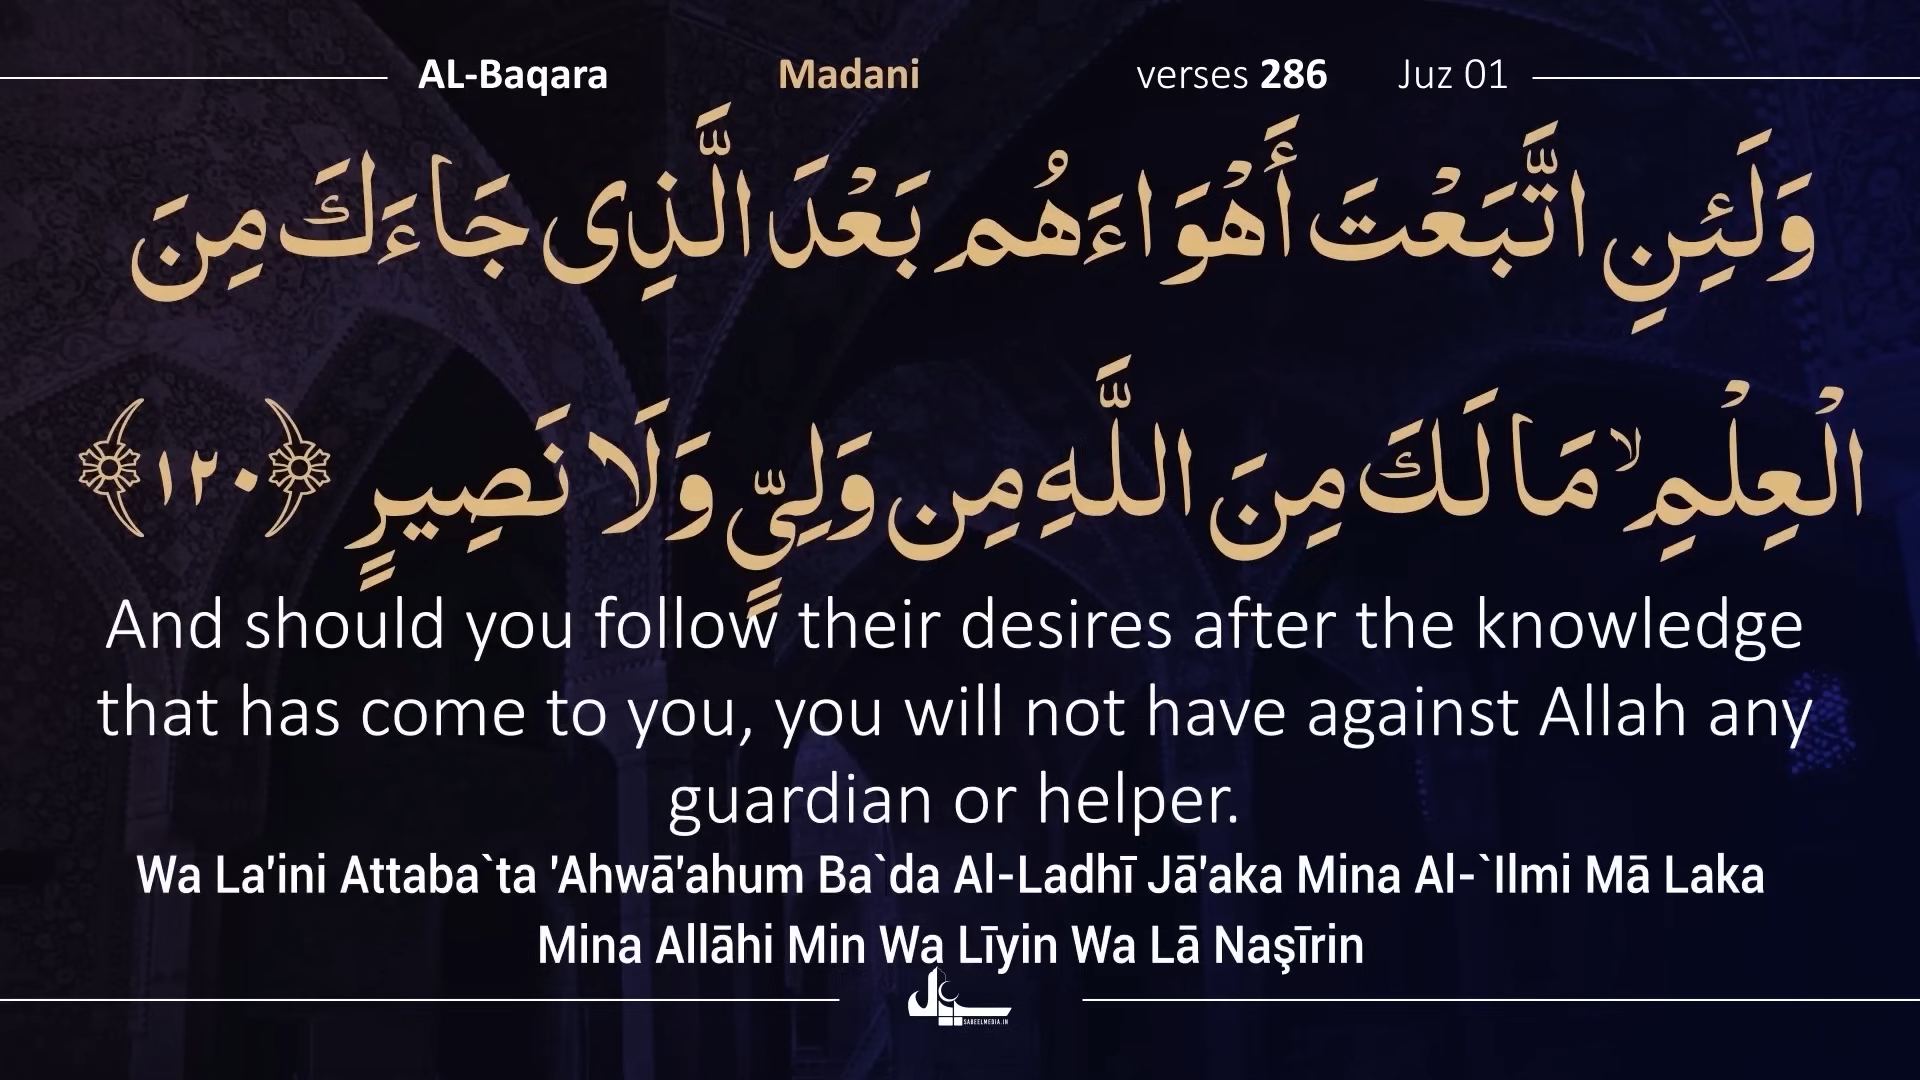 AL-Baqara Madani verses 286 Juz 01
وَلَئِنِ اتَّبَعْتَ أَهْوَاءَهُم بَعْدَ الَّذِى جَاءَكَ مِنَ
الْعِلْمِ ۙ مَا لَكَ مِنَ اللَّهِ مِن وَلِيٍّ وَلَا نَصِيرٍ ﴿١٢٠﴾
And should you follow their desires after the knowledge
that has come to you, you will not have against Allah any
guardian or helper.
Wa La'ini Attaba`ta 'Ahwā'ahum Ba`da Al-Ladhī Jā'aka Mina Al-`Ilmi Mā Laka
Mina Allāhi Min Wa Līyin Wa Lā Naşīrin
سبيل
SABEELMEDIA.IN